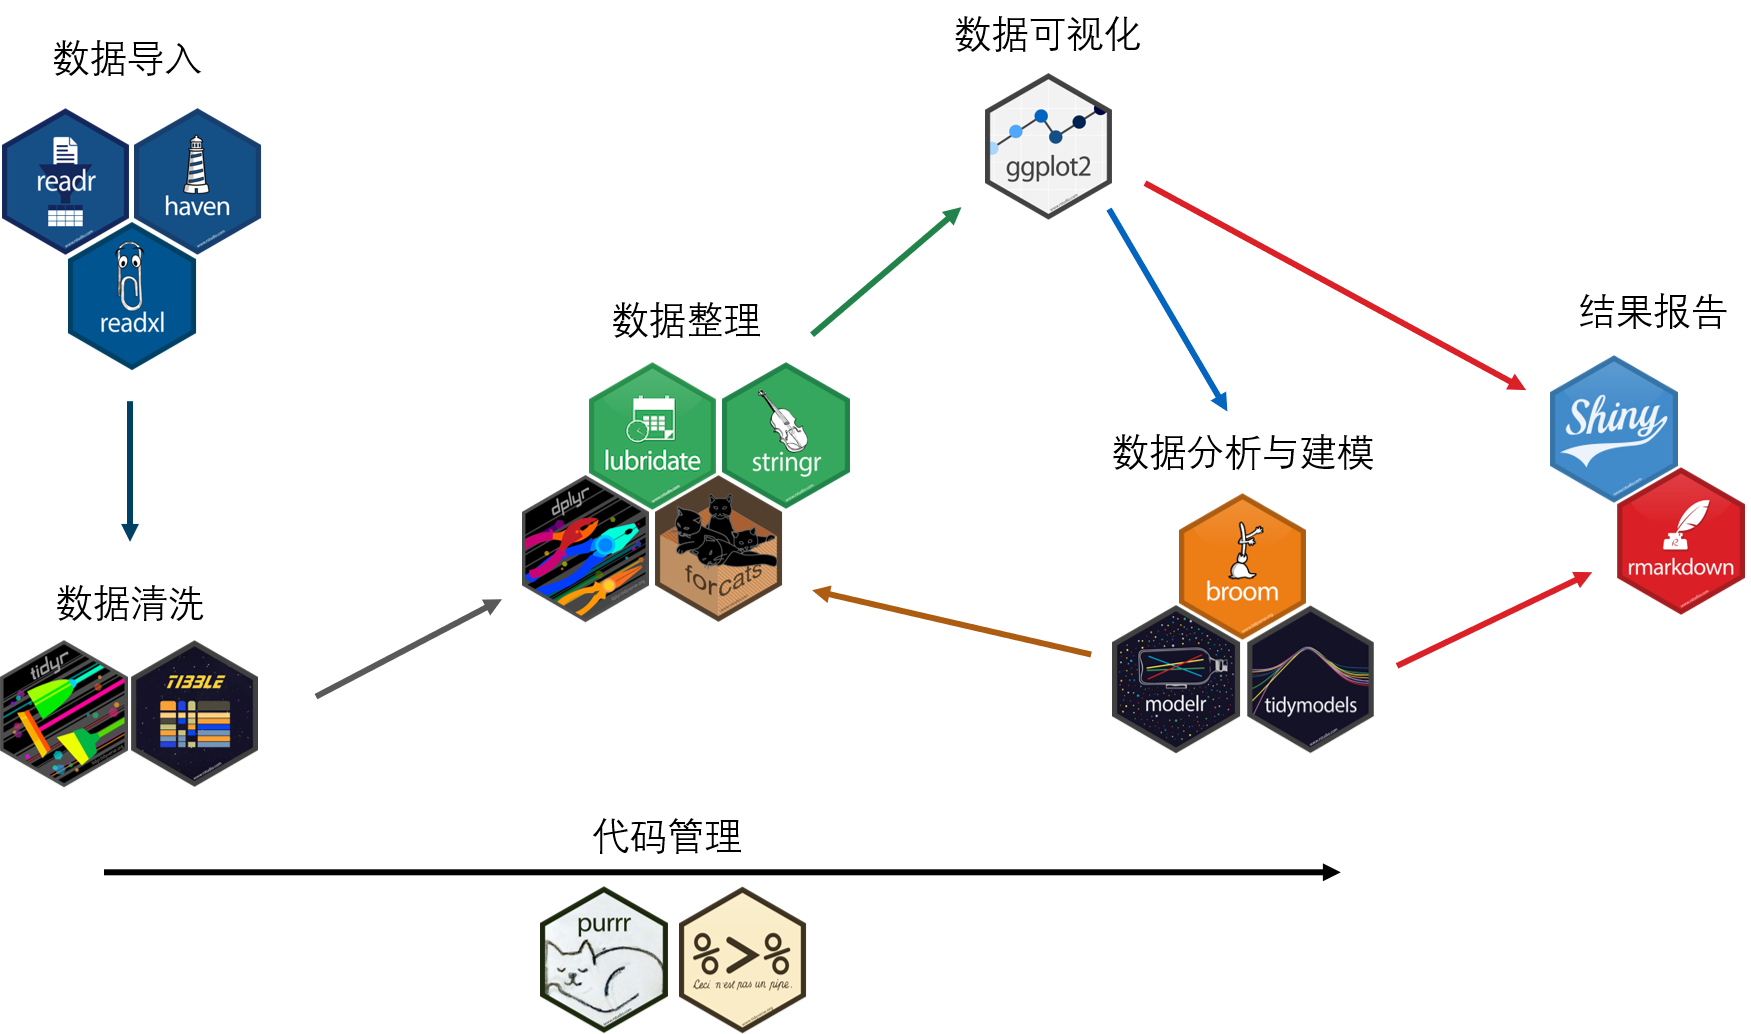 数据导入
readr
haven
readxl
数据清洗
tidyr
TIBBLE
数据整理
lubridate
stringr
dplyr
forcats
数据可视化
ggplot2
数据分析与建模
broom
modelr
tidymodels
结果报告
Shiny
rmarkdown
代码管理
purrr
%>%
Ceci n'est pas un pipe.